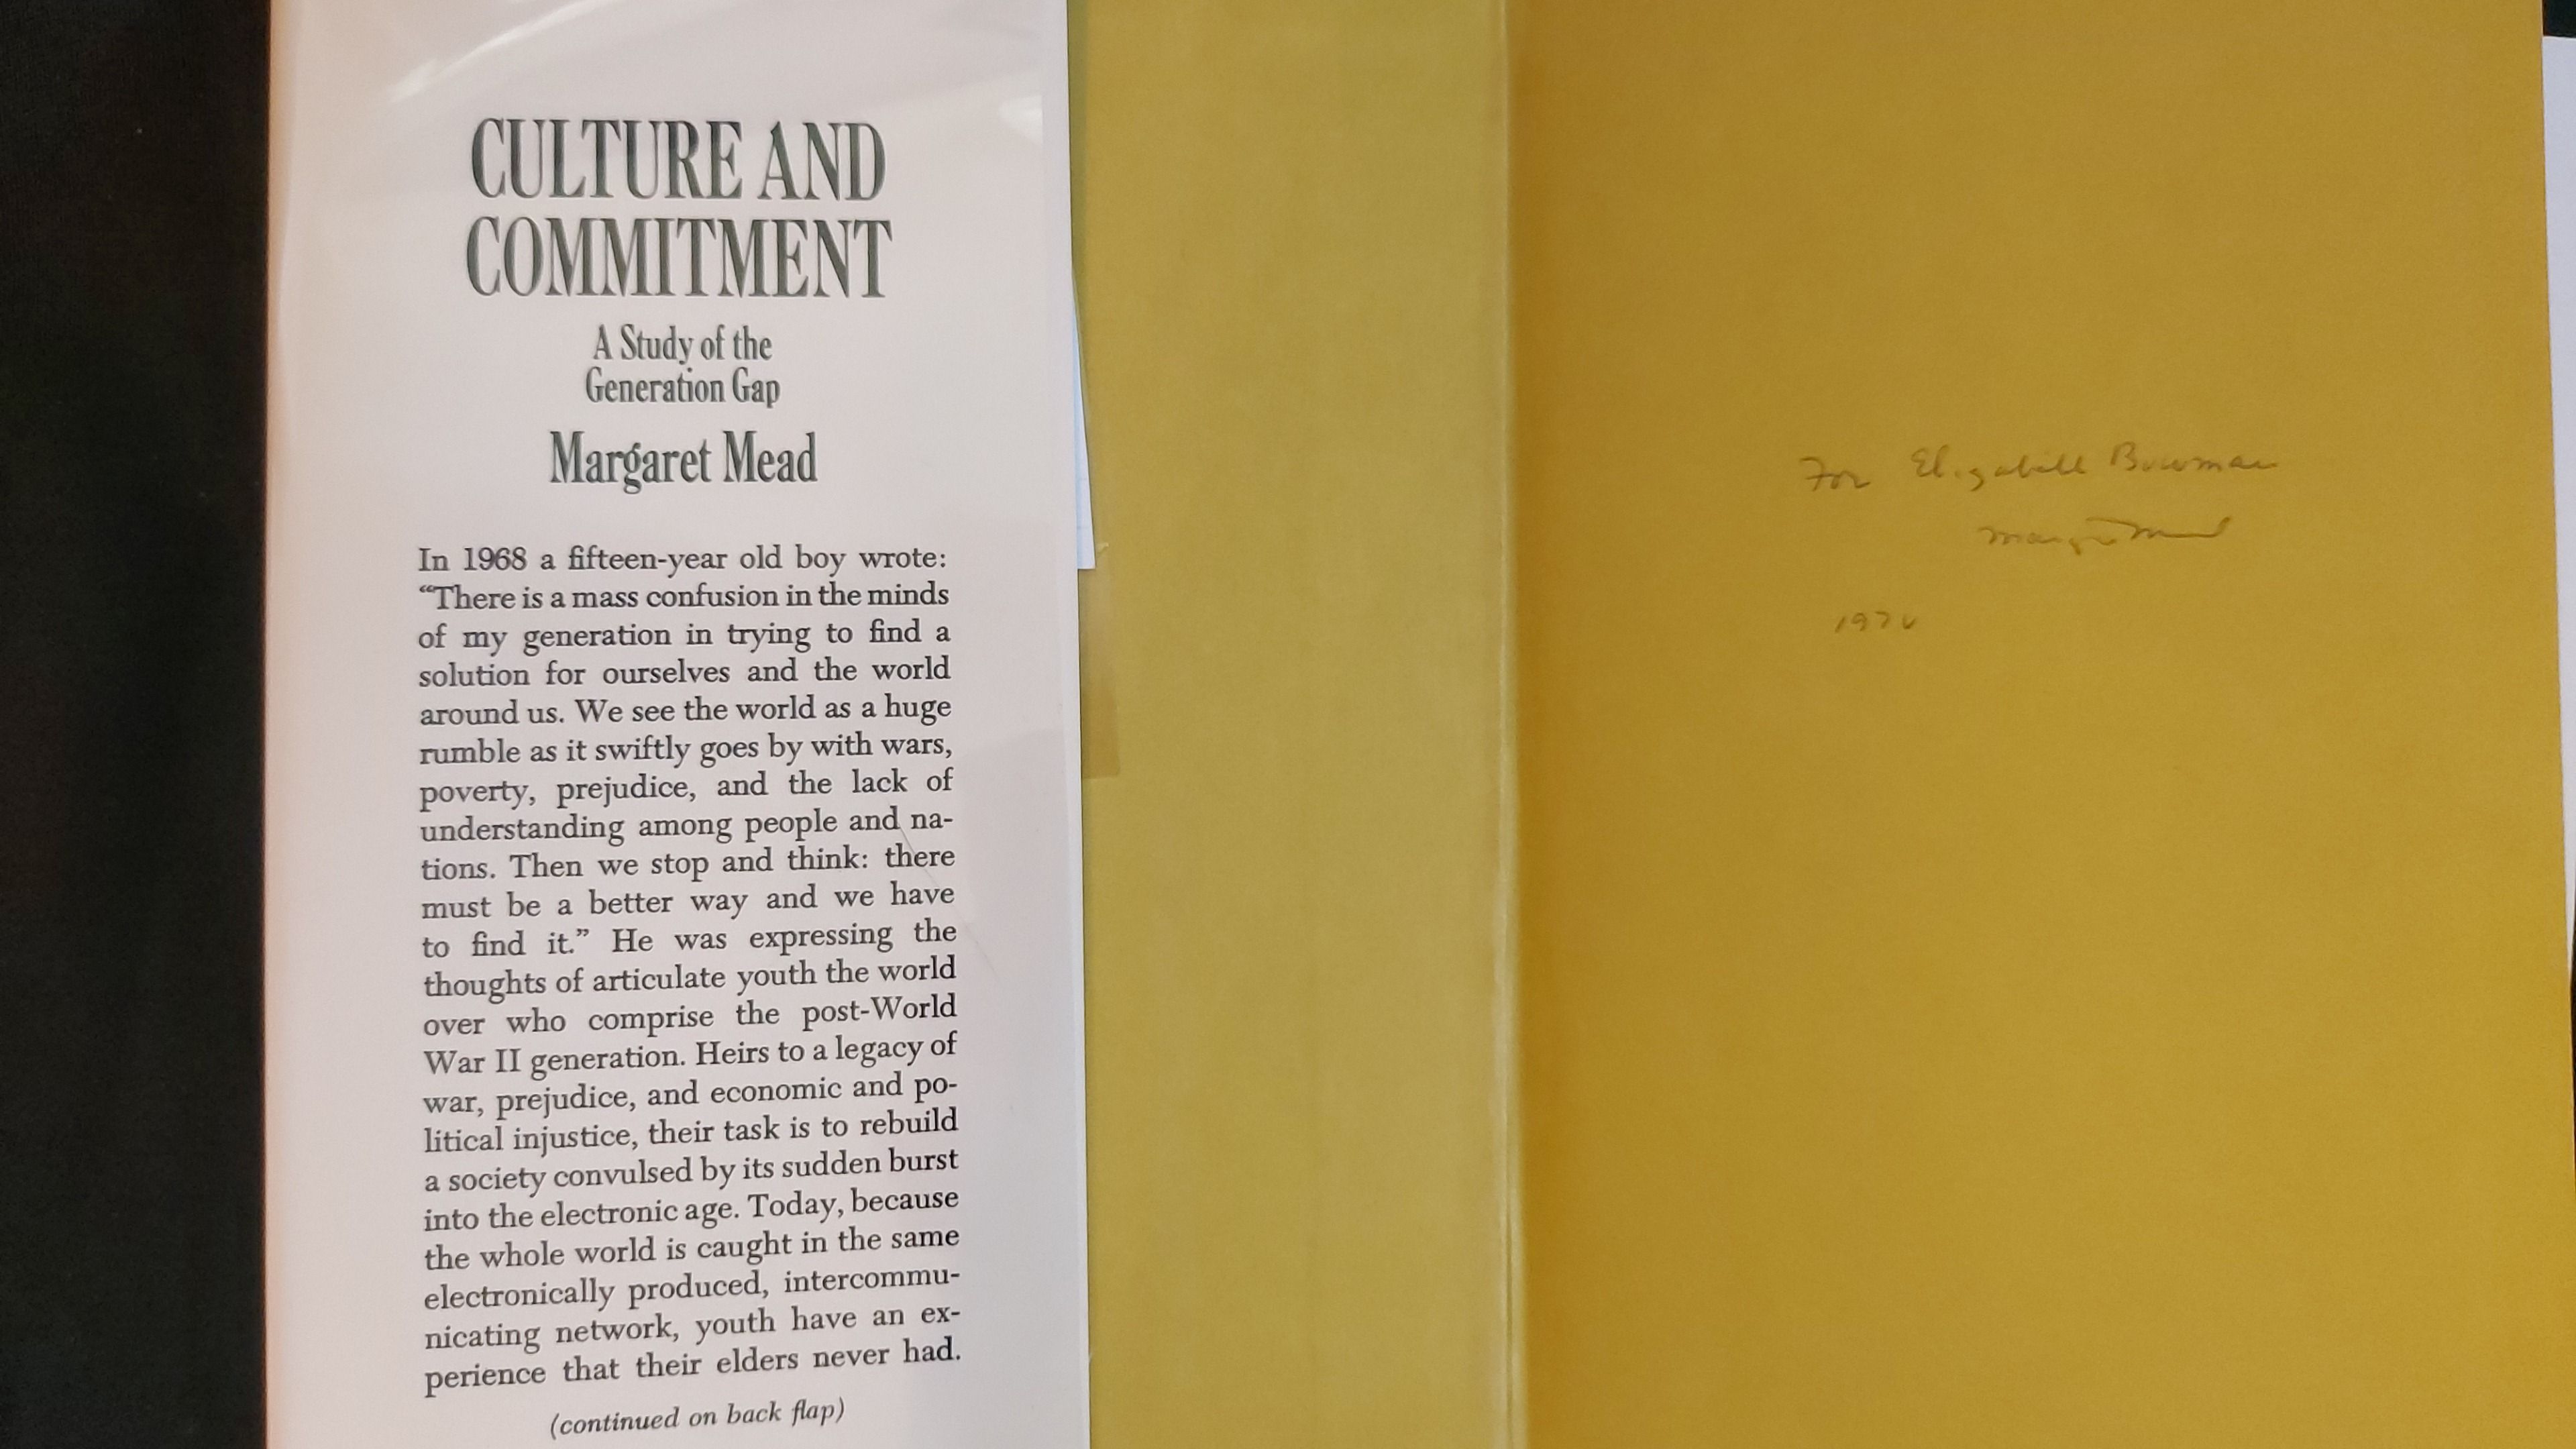 CULTURE AND
COMMITMENT
A Study of the
Generation Gap
Margaret Mead
In 1968 a fifteen-year old boy wrote:
“There is a mass confusion in the minds
of my generation in trying to find a
solution for ourselves and the world
around us. We see the world as a huge
rumble as it swiftly goes by with wars,
poverty, prejudice, and the lack of
understanding among people and na-
tions. Then we stop and think: there
must be a better way and we have
to find it.” He was expressing the
thoughts of articulate youth the world
over who comprise the post-World
War II generation. Heirs to a legacy of
war, prejudice, and economic and po-
litical injustice, their task is to rebuild
a society convulsed by its sudden burst
into the electronic age. Today, because
the whole world is caught in the same
electronically produced, intercommu-
nicating network, youth have an ex-
perience that their elders never had.
(continued on back flap)
For Elizabeth Bowman
Margaret Mead